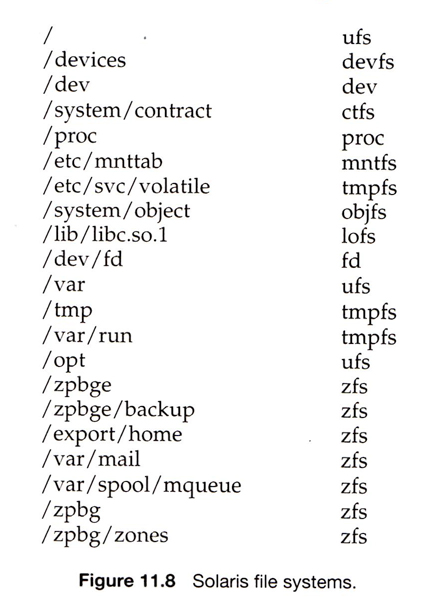 / ufs
/devices devfs
/dev dev
/system/contract ctfs
/proc proc
/etc/mnttab mntfs
/etc/svc/volatile tmpfs
/system/object objfs
/lib/libc.so.1 lofs
/dev/fd fd
/var ufs
/tmp tmpfs
/var/run tmpfs
/opt ufs
/zpbge zfs
/zpbge/backup zfs
/export/home zfs
/var/mail zfs
/var/spool/mqueue zfs
/zpbg zfs
/zpbg/zones zfs
Figure 11.8 Solaris file systems.